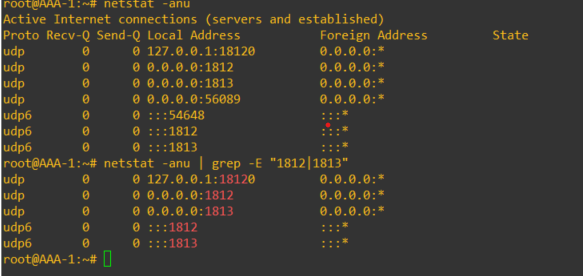 root@AAA-1:~# netstat -anu
Active Internet connections (servers and established)
Proto Recv-Q Send-Q Local Address           Foreign Address         State
udp        0      0 127.0.0.1:18120         0.0.0.0:*
udp        0      0 0.0.0.0:1812            0.0.0.0:*
udp        0      0 0.0.0.0:1813            0.0.0.0:*
udp        0      0 0.0.0.0:56089           0.0.0.0:*
udp6       0      0 :::54648                :::*
udp6       0      0 :::1812                 :::*
udp6       0      0 :::1813                 :::*
root@AAA-1:~# netstat -anu | grep -E "1812|1813"
udp        0      0 127.0.0.1:18120         0.0.0.0:*
udp        0      0 0.0.0.0:1812            0.0.0.0:*
udp        0      0 0.0.0.0:1813            0.0.0.0:*
udp6       0      0 :::1812                 :::*
udp6       0      0 :::1813                 :::*
root@AAA-1:~#